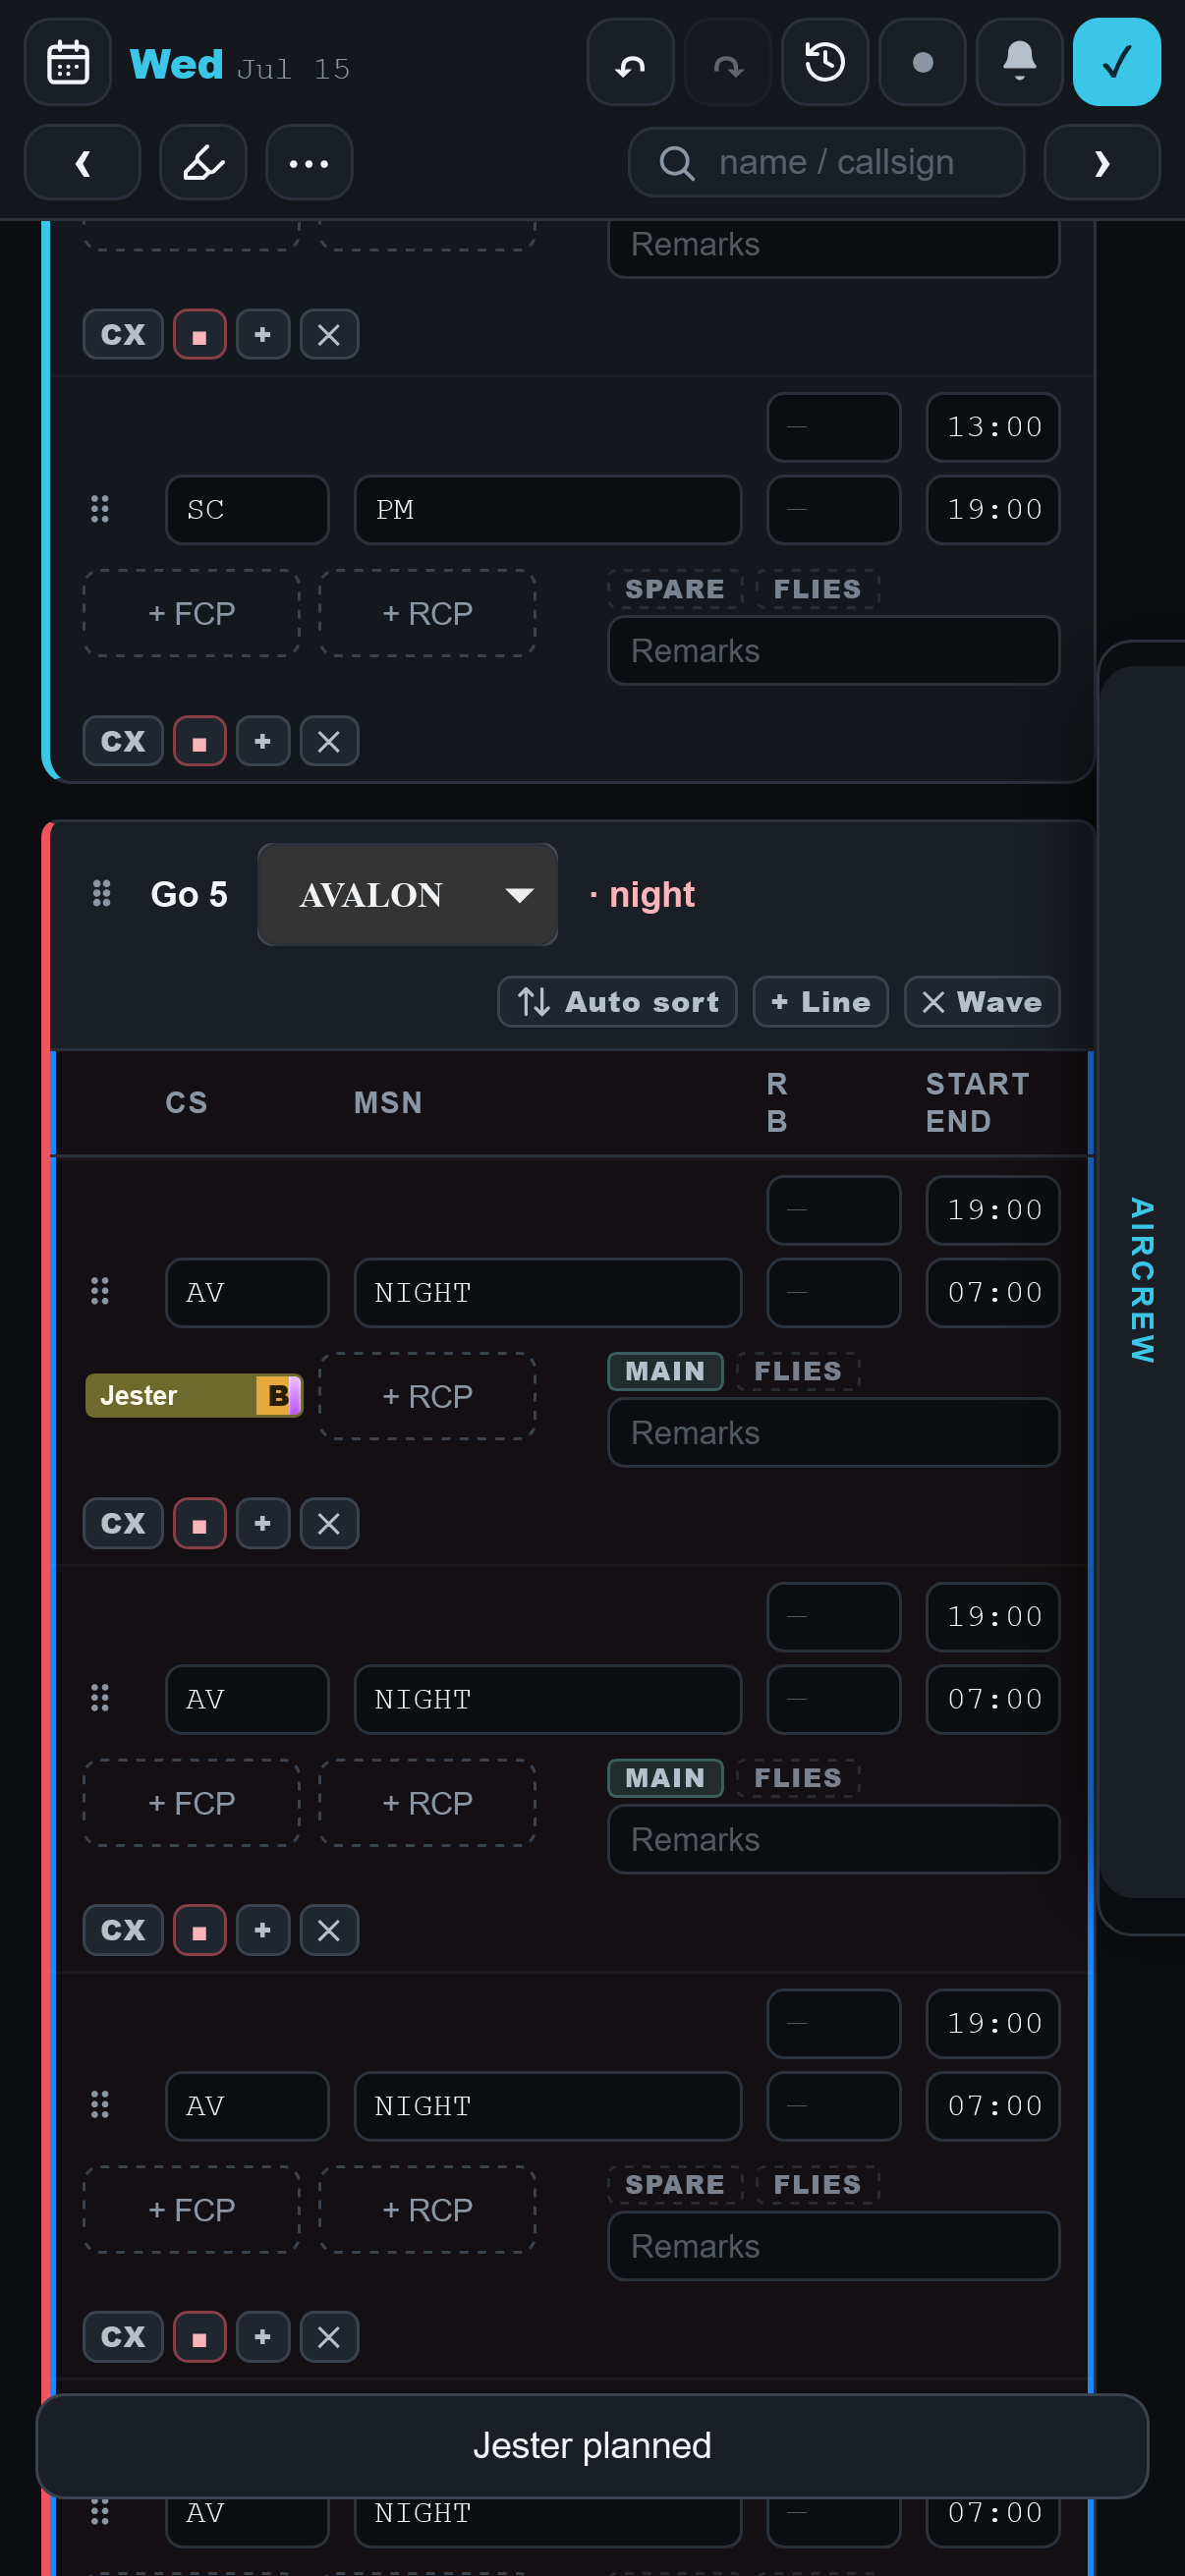 Wed Jul 15
name / callsign
Remarks
CX +
13:00
SC PM — 19:00
+ FCP + RCP SPARE FLIES
Remarks
CX +
Go 5 AVALON · night
Auto sort + Line Wave
CS MSN R START
B END
— 19:00
AV NIGHT — 07:00
Jester B + RCP MAIN FLIES
Remarks
CX +
— 19:00
AV NIGHT — 07:00
+ FCP + RCP MAIN FLIES
Remarks
CX +
— 19:00
AV NIGHT — 07:00
+ FCP + RCP SPARE FLIES
Remarks
CX +
Jester planned
AV NIGHT — 07:00
AIRCREW